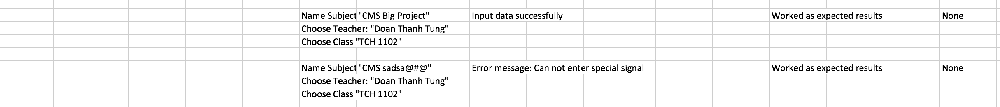 Name Subject "CMS Big Project" Input data successfully Worked as expected results None
Choose Teacher: "Doan Thanh Tung"
Choose Class "TCH 1102"
Name Subject "CMS sadsa@#@" Error message: Can not enter special signal Worked as expected results None
Choose Teacher: "Doan Thanh Tung"
Choose Class "TCH 1102"